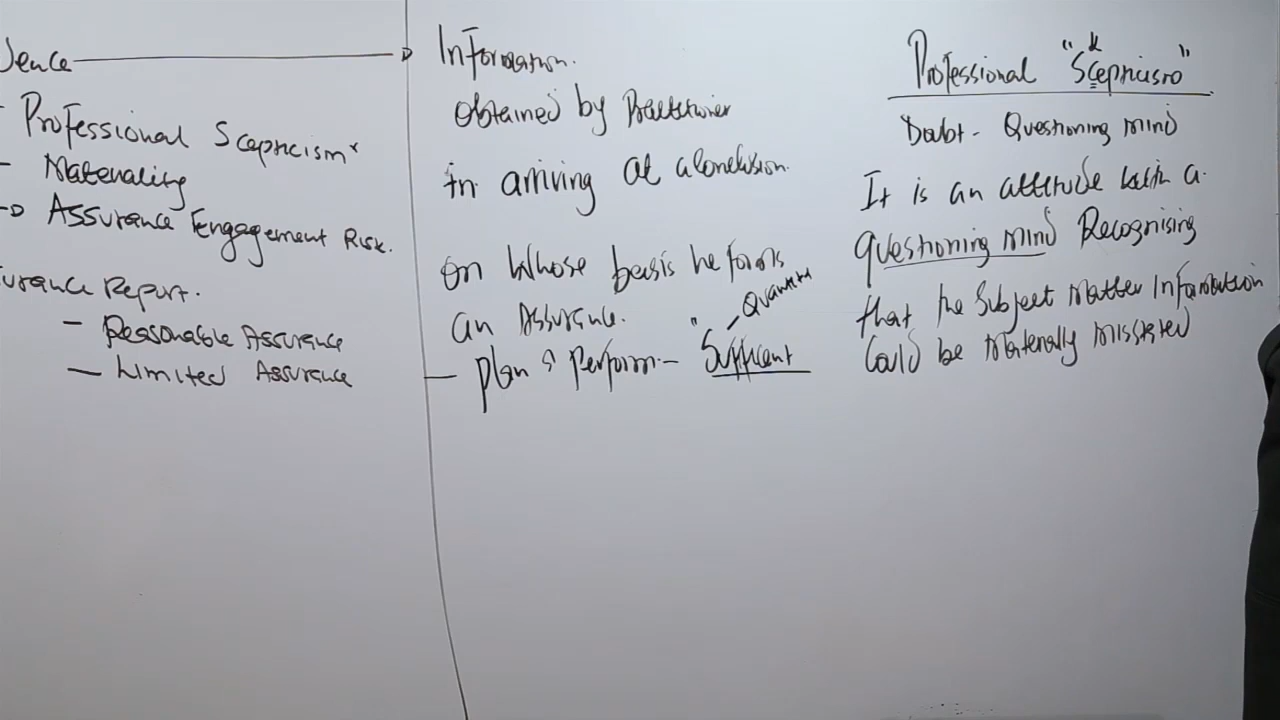 dence
- Professional Scepticism
- Materiality
-> Assurance Engagement Risk.
urance Report.
- Reasonable Assurance
- Limited Assurance
Information.
obtained by Practitioner
in arriving at a Conclusion.
on whose basis he forms
an Assurance.
- Plan & Perform - "Sufficient
Quantity
Professional "Scepticism"
k
Doubt - Questioning mind
It is an attitude with a
questioning mind Recognising
that the Subject Matter Information
Could be Materially misstated